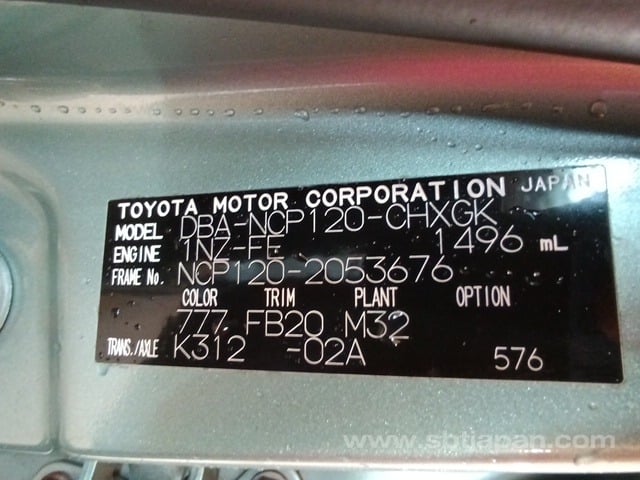 TOYOTA MOTOR CORPORATION JAPAN
MODEL DBA-NCP120-CHXGK
ENGINE 1NZ-FE 1496 mL
FRAME No. NCP120-2053676
COLOR TRIM PLANT OPTION
777 FB20 M32
TRANS./AXLE K312 -02A 576
www.sbtjapan.com